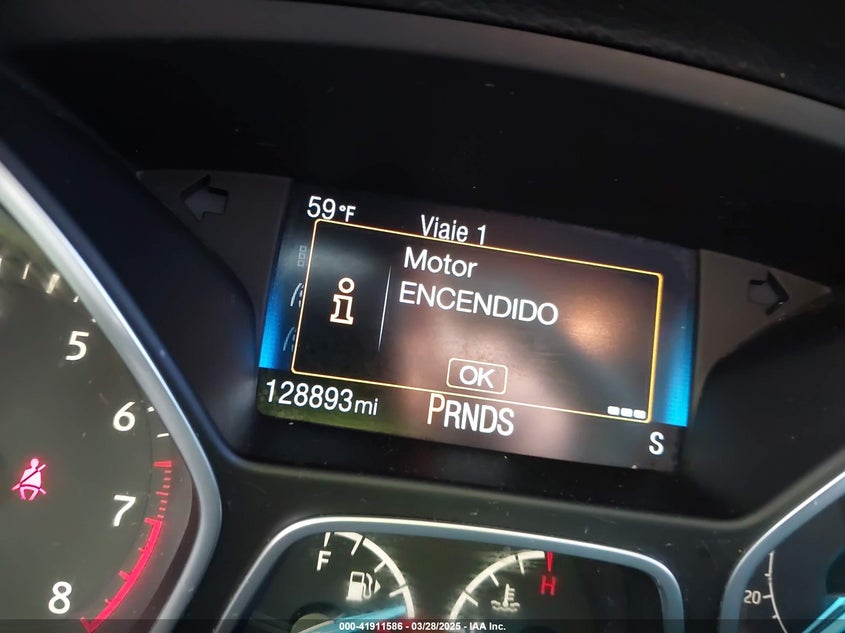 59°F
Viaje 1
Motor
ENCENDIDO
OK
128893mi
PRNDS
S
5
6
7
8
F
H
20
000-41911586 - 03/28/2025 - IAA Inc.